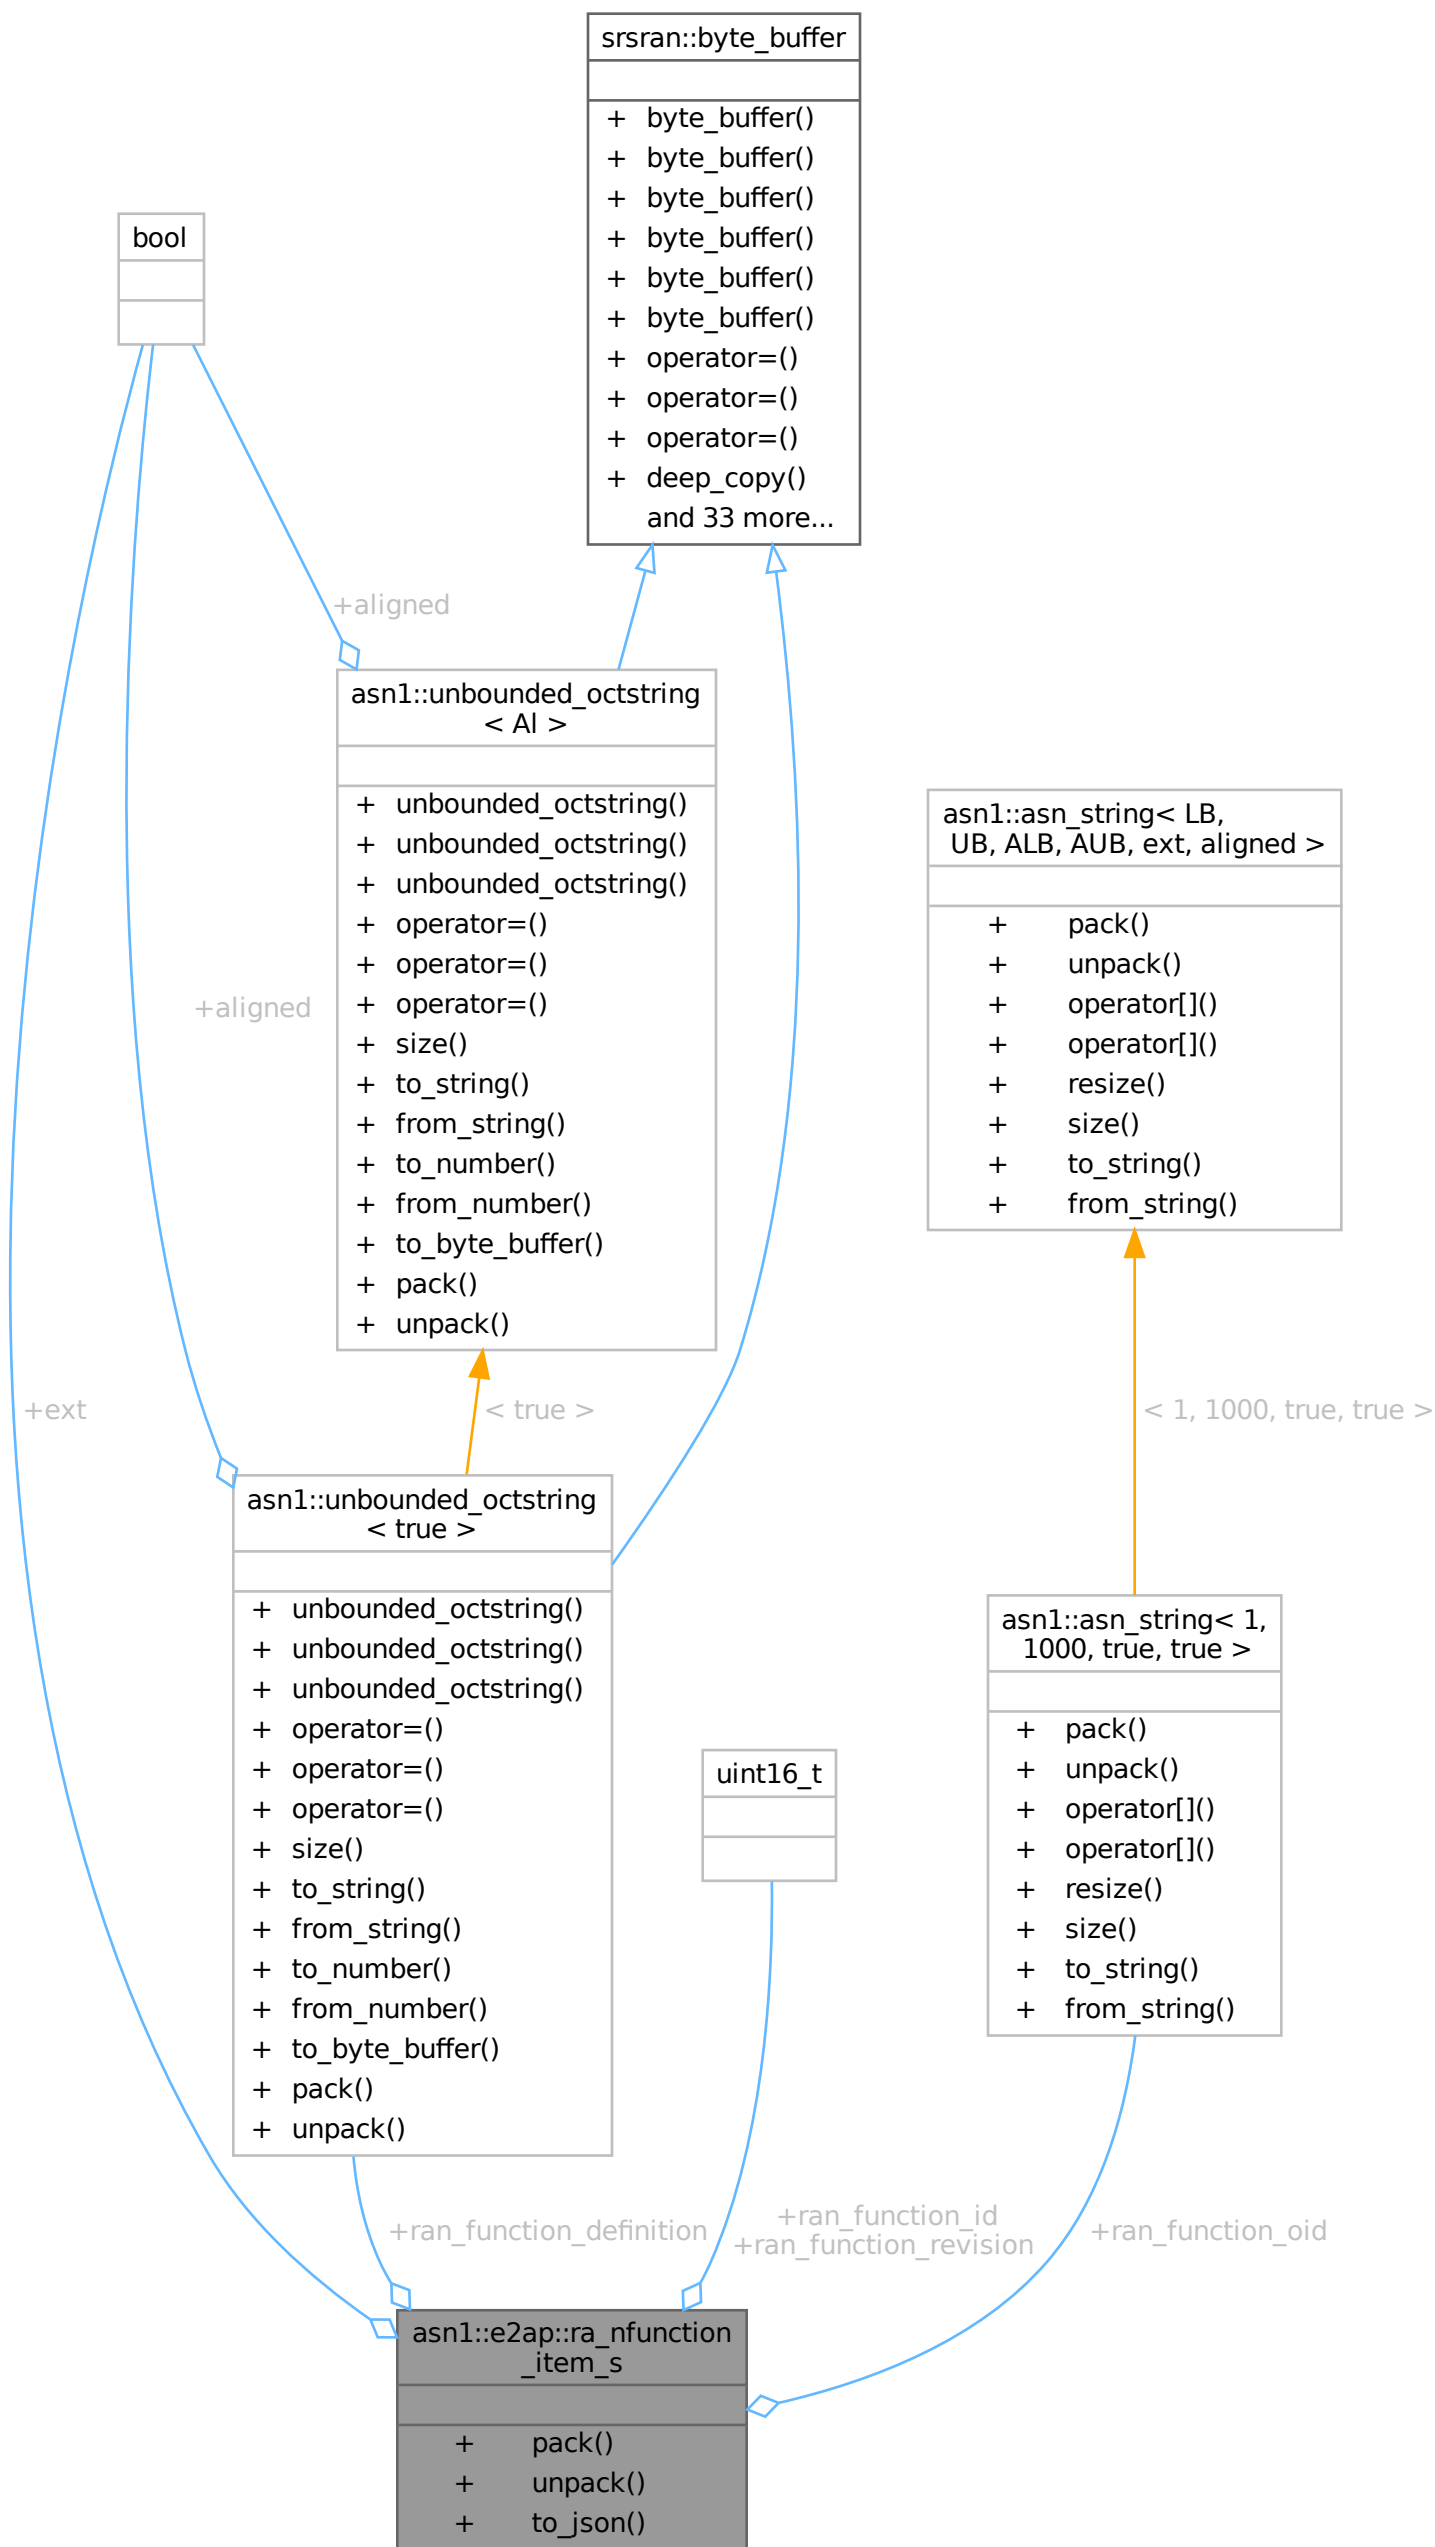 srsran::byte_buffer
+ byte_buffer()
+ byte_buffer()
+ byte_buffer()
+ byte_buffer()
+ byte_buffer()
+ byte_buffer()
+ operator=()
+ operator=()
+ operator=()
+ deep_copy()
and 33 more...
bool
+aligned
asn1::unbounded_octstring
< Al >
+ unbounded_octstring()
+ unbounded_octstring()
+ unbounded_octstring()
+ operator=()
+ operator=()
+ operator=()
+ size()
+ to_string()
+ from_string()
+ to_number()
+ from_number()
+ to_byte_buffer()
+ pack()
+ unpack()
asn1::asn_string< LB,
UB, ALB, AUB, ext, aligned >
+ pack()
+ unpack()
+ operator[]()
+ operator[]()
+ resize()
+ size()
+ to_string()
+ from_string()
+aligned
+ext
< true >
< 1, 1000, true, true >
asn1::unbounded_octstring
< true >
+ unbounded_octstring()
+ unbounded_octstring()
+ unbounded_octstring()
+ operator=()
+ operator=()
+ operator=()
+ size()
+ to_string()
+ from_string()
+ to_number()
+ from_number()
+ to_byte_buffer()
+ pack()
+ unpack()
uint16_t
asn1::asn_string< 1,
1000, true, true >
+ pack()
+ unpack()
+ operator[]()
+ operator[]()
+ resize()
+ size()
+ to_string()
+ from_string()
+ran_function_definition
+ran_function_id
+ran_function_revision
+ran_function_oid
asn1::e2ap::ra_nfunction
_item_s
+ pack()
+ unpack()
+ to_json()